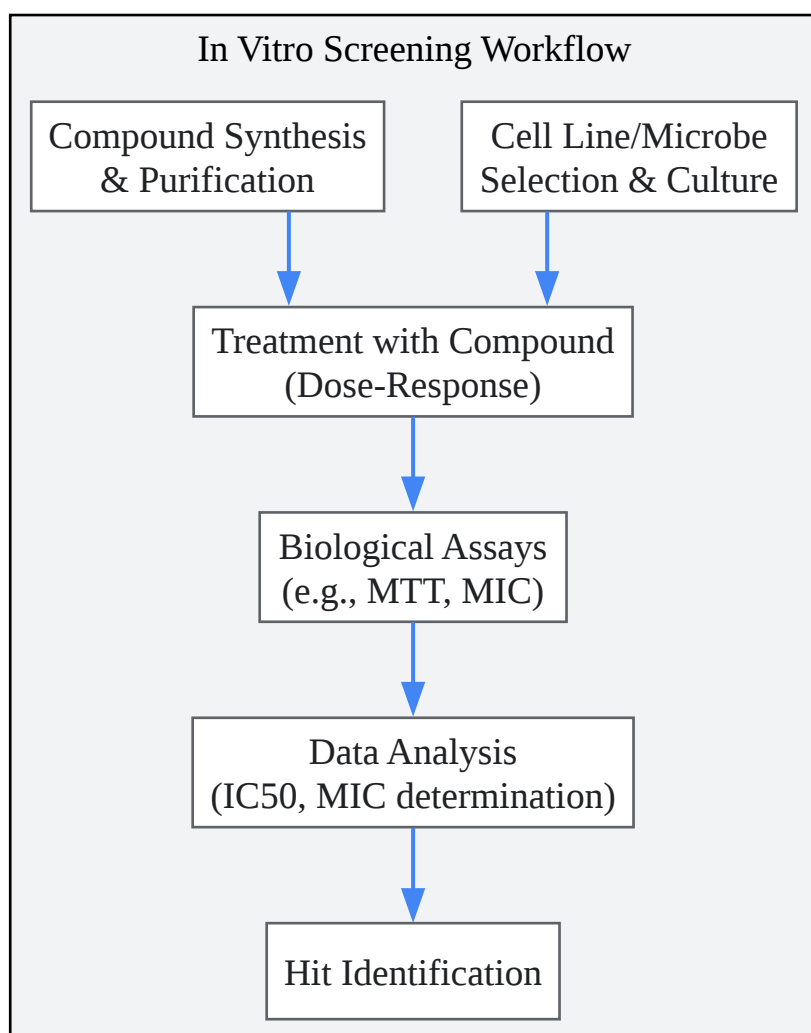 In Vitro Screening Workflow
Compound Synthesis
& Purification
Cell Line/Microbe
Selection & Culture
Treatment with Compound
(Dose-Response)
Biological Assays
(e.g., MTT, MIC)
Data Analysis
(IC50, MIC determination)
Hit Identification